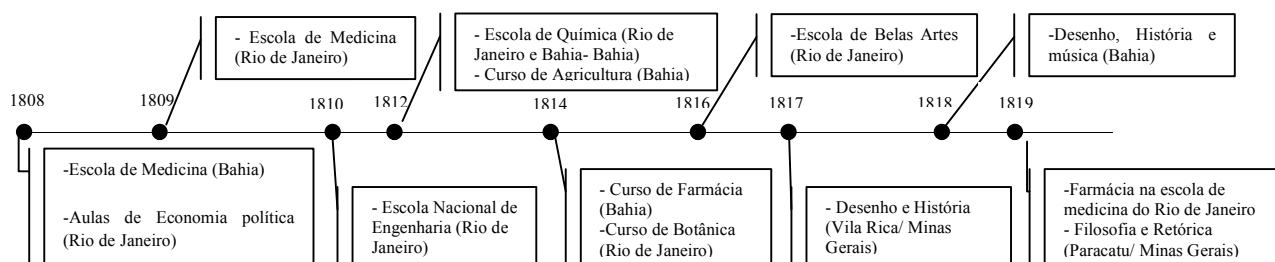 - Escola de Medicina
(Rio de Janeiro)
- Escola de Química (Rio de
Janeiro e Bahia- Bahia)
- Curso de Agricultura (Bahia)
-Escola de Belas Artes
(Rio de Janeiro)
-Desenho, História e
música (Bahia)
1808
1809
1810
1812
1814
1816
1817
1818
1819
-Escola de Medicina (Bahia)
-Aulas de Economia política
(Rio de Janeiro)
- Escola Nacional de
Engenharia (Rio de
Janeiro)
- Curso de Farmácia
(Bahia)
-Curso de Botânica
(Rio de Janeiro)
- Desenho e História
(Vila Rica/ Minas
Gerais)
-Farmácia na escola de
medicina do Rio de Janeiro
- Filosofia e Retórica
(Paracatu/ Minas Gerais)